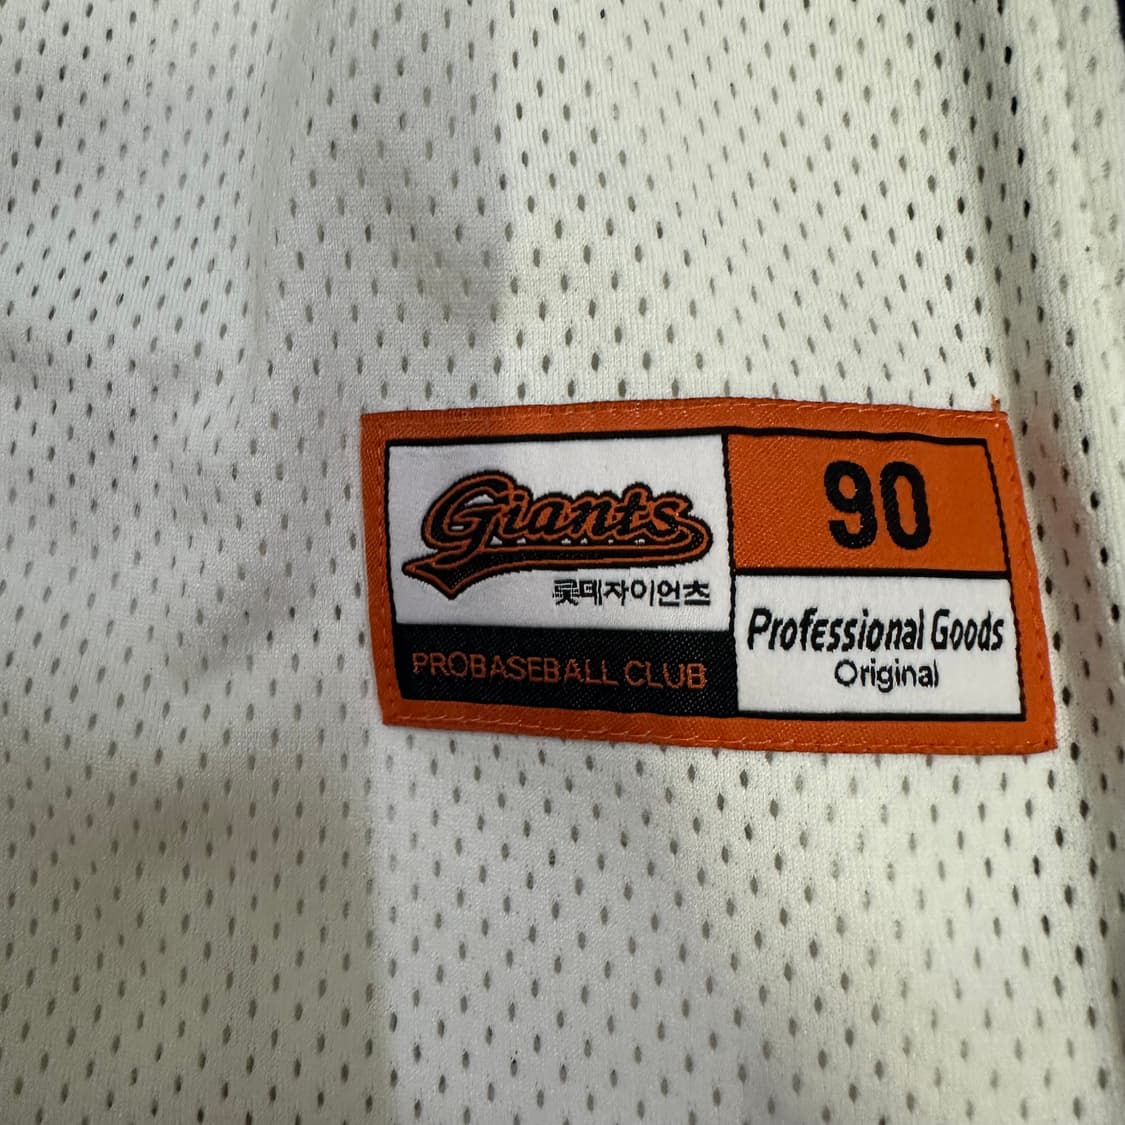 Giants
롯데자이언츠
PROBASEBALL CLUB
90
Professional Goods
Original